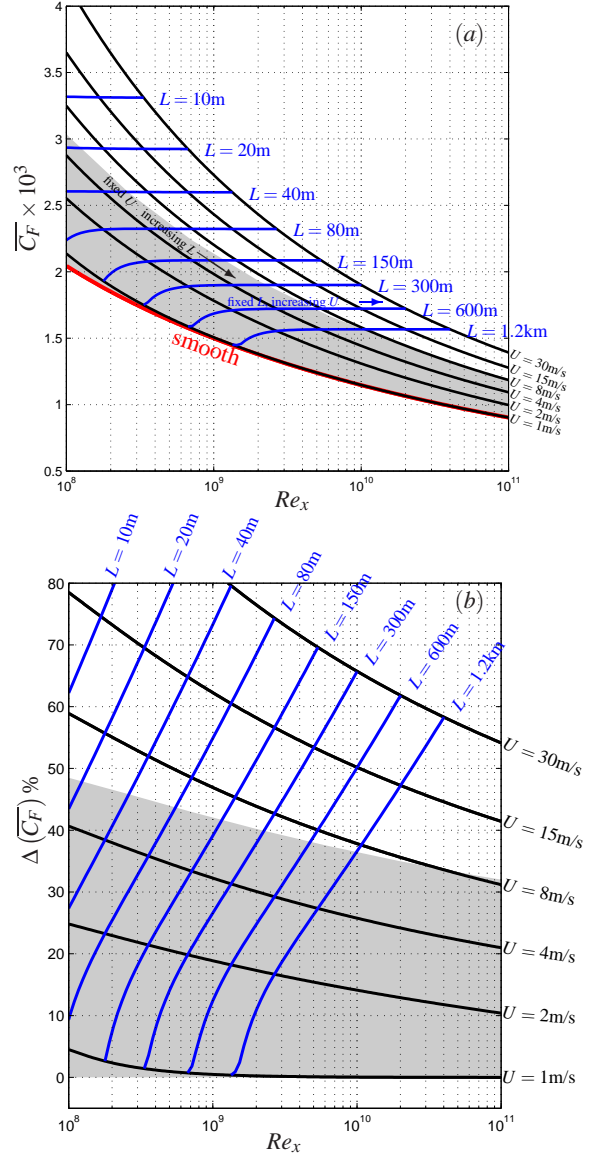 (a)
4
3.5
3
2.5
2
1.5
1
0.5
C_F × 10^3
L = 10m
L = 20m
L = 40m
L = 80m
L = 150m
L = 300m
L = 600m
L = 1.2km
fixed U increasing L
fixed L, increasing U
smooth
U = 30m/s
U = 15m/s
U = 8m/s
U = 4m/s
U = 2m/s
U = 1m/s
10^8 10^9 10^10 10^11
Re_x
L = 10m
L = 20m
L = 40m
L = 80m
L = 150m
L = 300m
L = 600m
L = 1.2km
(b)
80
70
60
50
40
30
20
10
0
Δ(C_F)%
U = 30m/s
U = 15m/s
U = 8m/s
U = 4m/s
U = 2m/s
U = 1m/s
10^8 10^9 10^10 10^11
Re_x